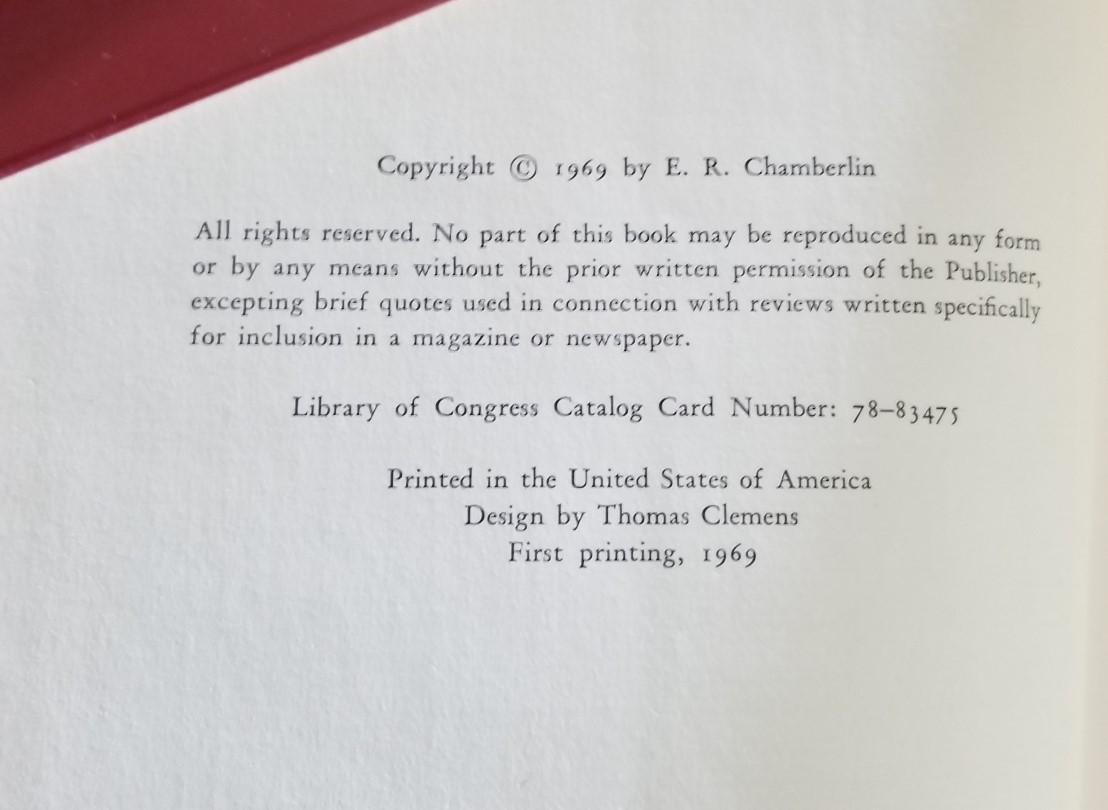 Copyright © 1969 by E. R. Chamberlin
All rights reserved. No part of this book may be reproduced in any form
or by any means without the prior written permission of the Publisher,
excepting brief quotes used in connection with reviews written specifically
for inclusion in a magazine or newspaper.
Library of Congress Catalog Card Number: 78–83475
Printed in the United States of America
Design by Thomas Clemens
First printing, 1969